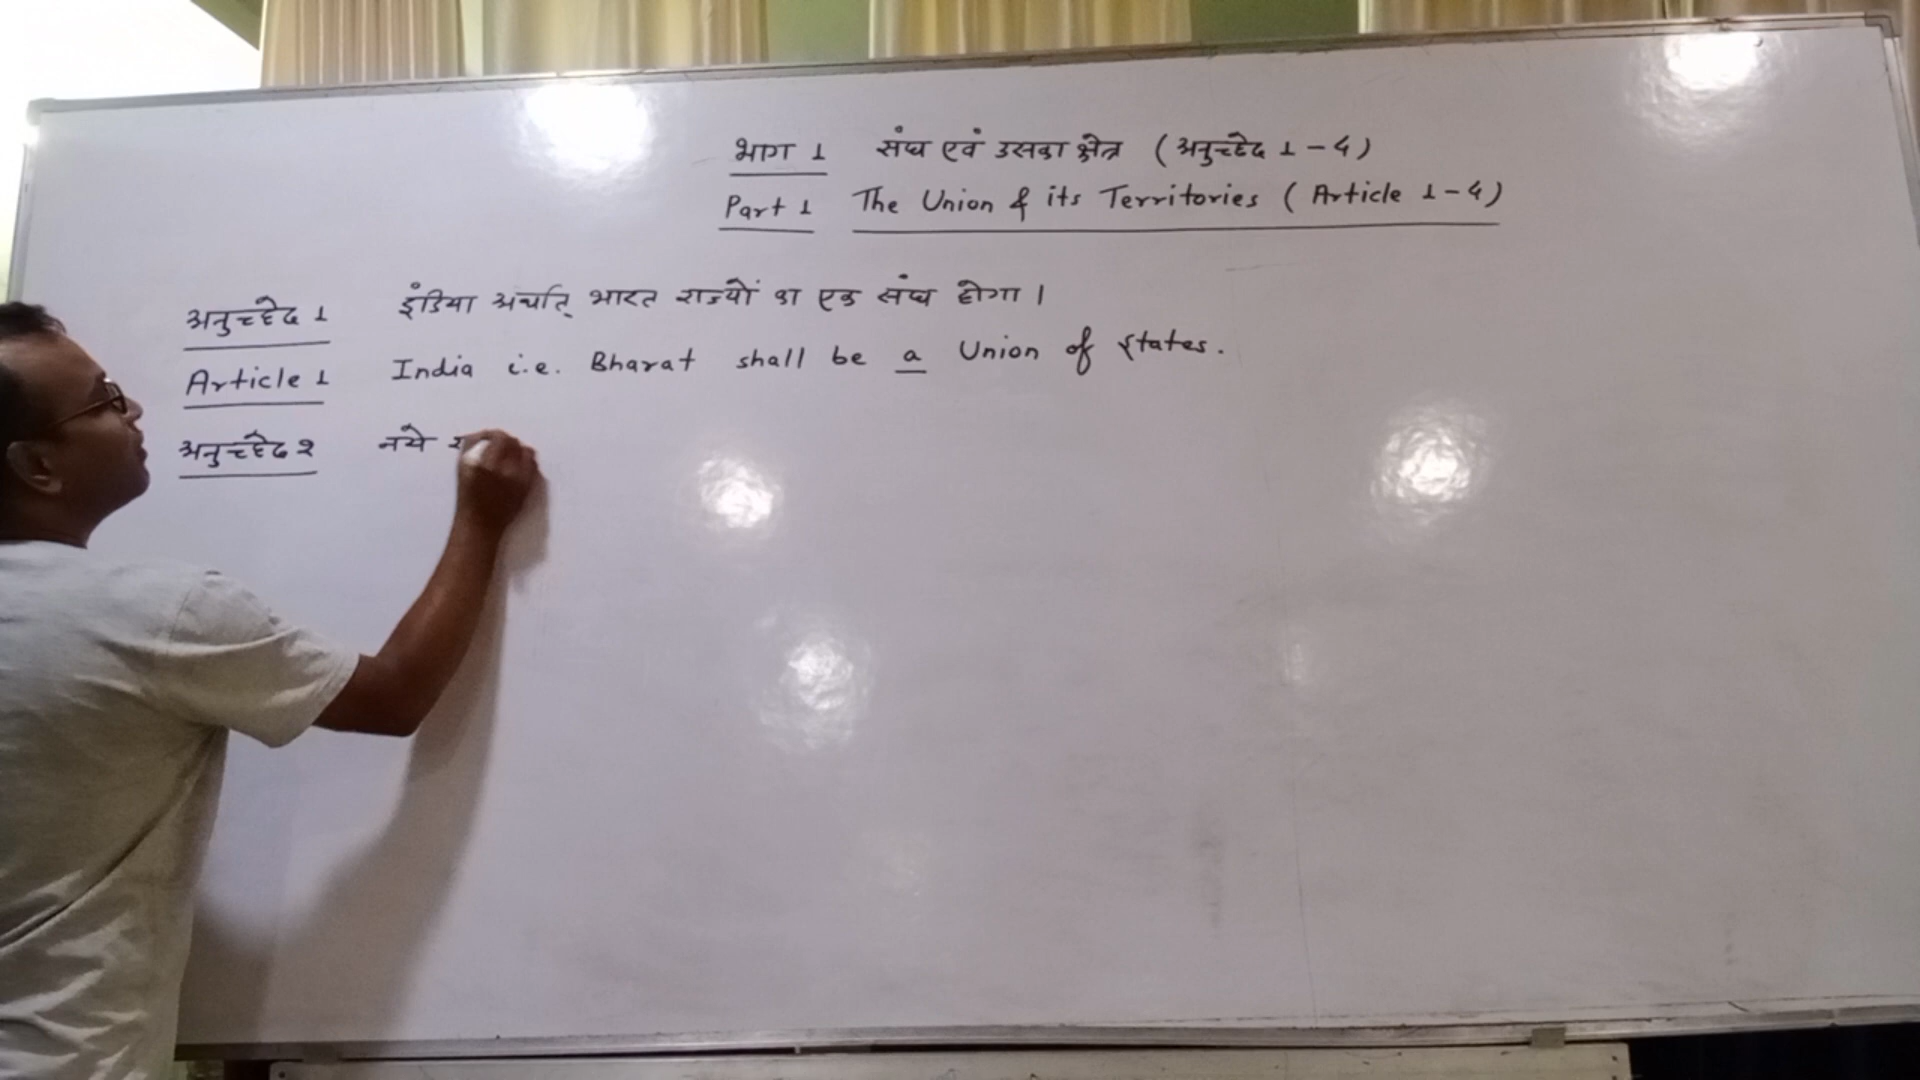 भाग 1 संघ एवं उसका क्षेत्र (अनुच्छेद 1-4)
Part 1 The Union & its Territories (Article 1-4)
अनुच्छेद 1 इंडिया अर्थात् भारत राज्यों का एक संघ होगा।
Article 1 India i.e. Bharat shall be a Union of States.
अनुच्छेद 2 नये